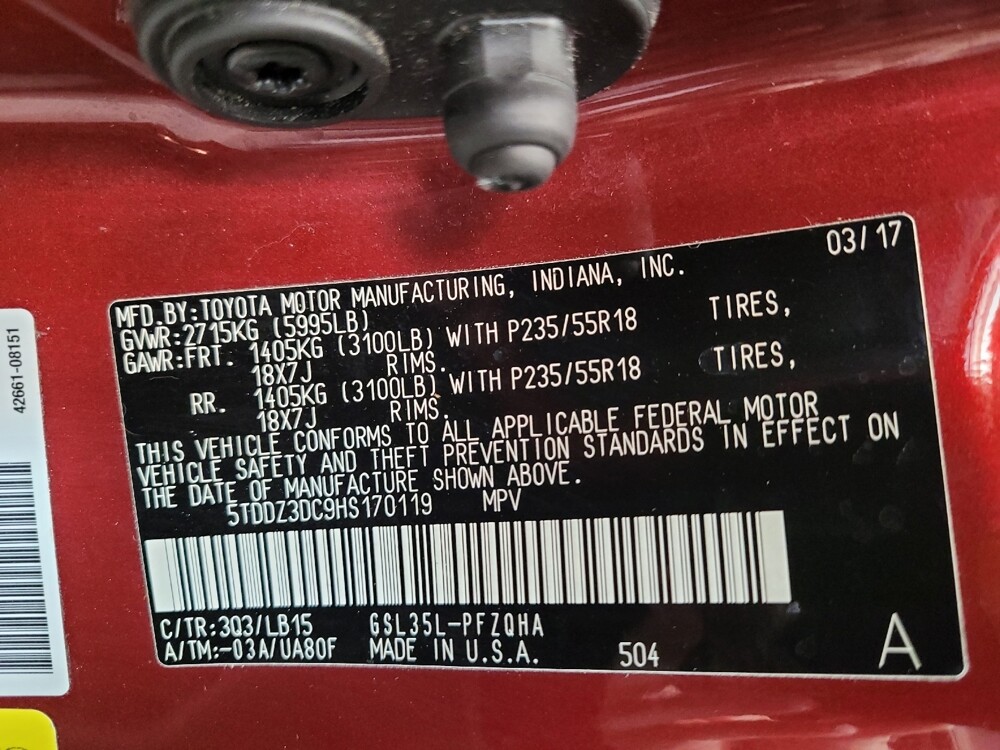 03/17
MFD.BY:TOYOTA MOTOR MANUFACTURING, INDIANA, INC.
GVWR:2715KG (5995LB)
GAWR:FRT. 1405KG (3100LB) WITH P235/55R18 TIRES,
18X7J RIMS.
RR. 1405KG (3100LB) WITH P235/55R18 TIRES,
18X7J RIMS.
THIS VEHICLE CONFORMS TO ALL APPLICABLE FEDERAL MOTOR
VEHICLE SAFETY AND THEFT PREVENTION STANDARDS IN EFFECT ON
THE DATE OF MANUFACTURE SHOWN ABOVE.
5TDDZ3DC9HS170119 MPV
C/TR:3Q3/LB15 GSL35L-PFZQHA
A/TM:-03A/UA80F MADE IN U.S.A. 504 A
42661-08151